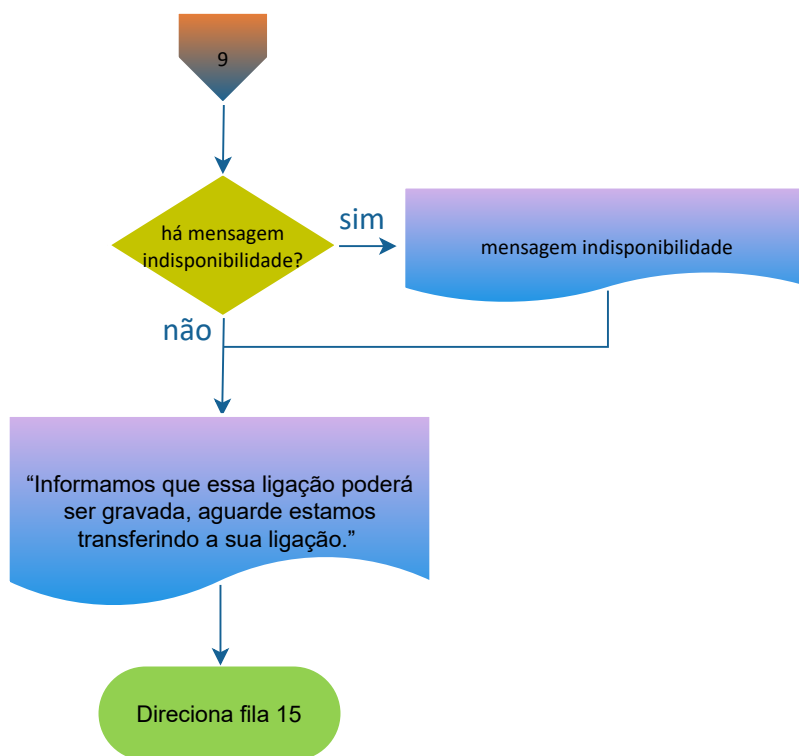 9
há mensagem
indisponibilidade?
sim
mensagem indisponibilidade
não
“Informamos que essa ligação poderá
ser gravada, aguarde estamos
transferindo a sua ligação.”
Direciona fila 15